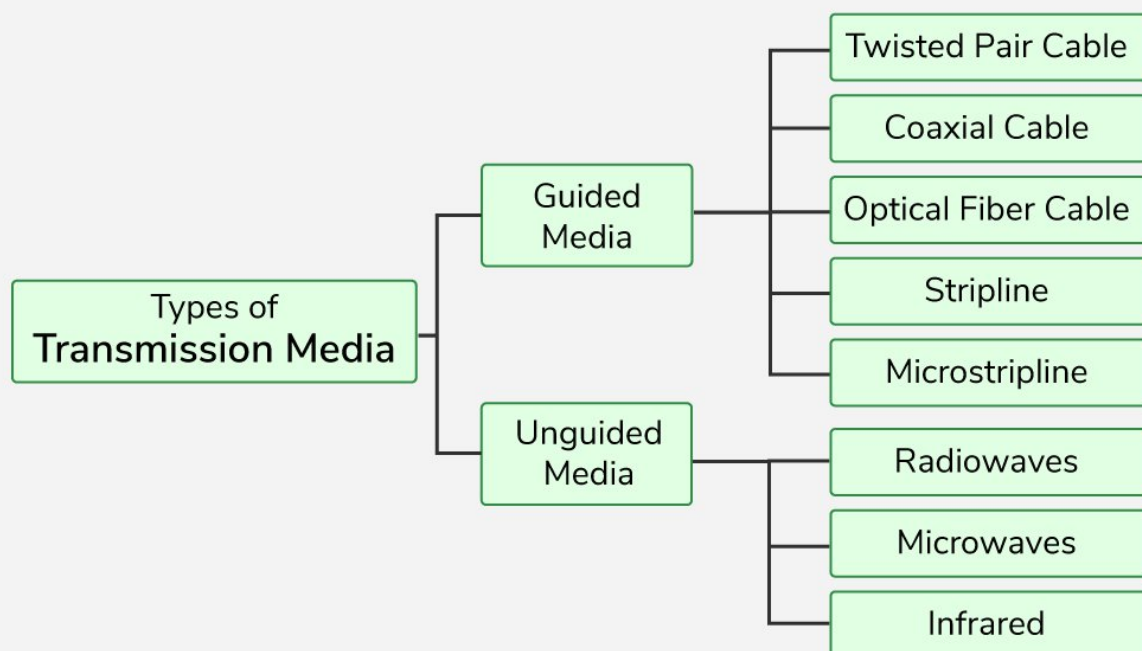 Types of
Transmission Media
Guided
Media
Twisted Pair Cable
Coaxial Cable
Optical Fiber Cable
Stripline
Microstripline
Unguided
Media
Radiowaves
Microwaves
Infrared